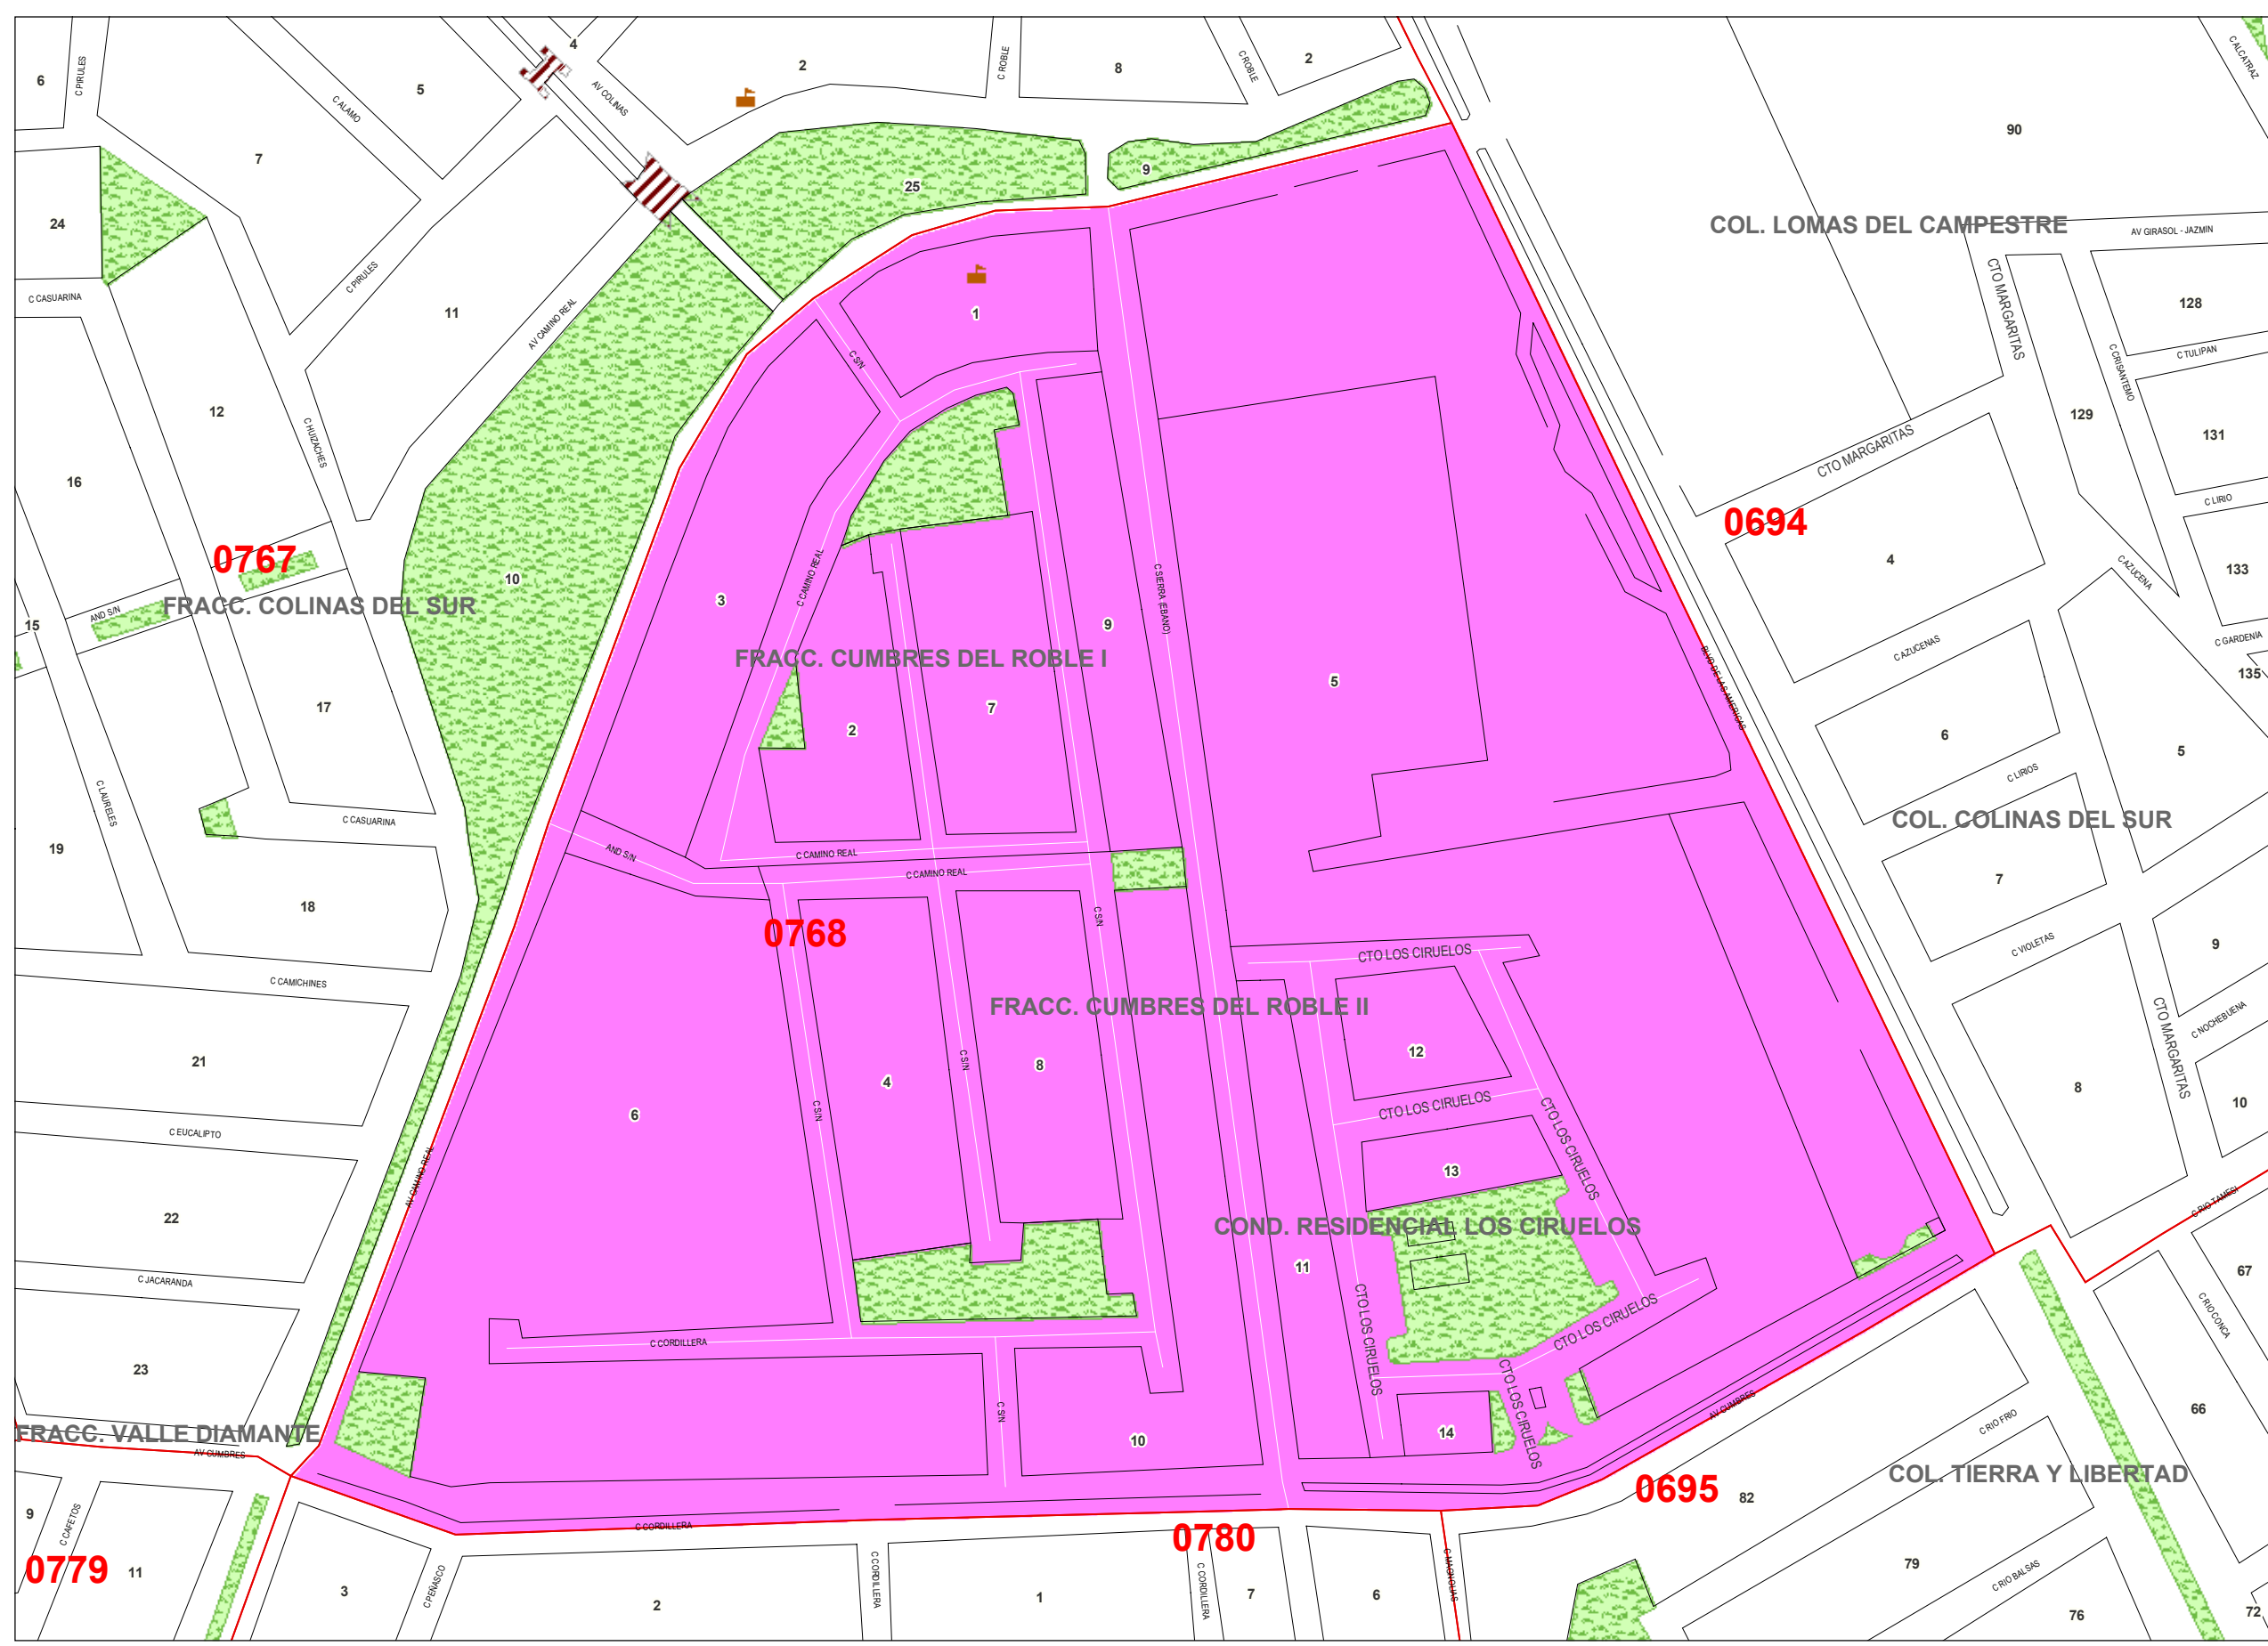 4
2
C ROBLE
8
C ROBLE
2
C ALCATRAZ
6
C PIRULES
5
C ALAMO
AV COLINAS
90
7
25
9
24
COL. LOMAS DEL CAMPESTRE
AV GIRASOL - JAZMIN
C CASUARINA
C PIRULES
11
AV CAMINO REAL
1
C S/N
CTO MARGARITAS
128
C TULIPAN
C CRISANTEMO
12
C HUIZACHES
129
131
CTO MARGARITAS
16
C LIRIO
0694
0767
10
3
C CAMINO REAL
C SIERRA (EBANO)
4
C AZUCENA
133
AND S/N
FRACC. COLINAS DEL SUR
15
9
C GARDENIA
C AZUCENAS
FRACC. CUMBRES DEL ROBLE I
BLVD DE LAS AMERICAS
135
5
17
7
2
6
5
C LIRIOS
C LAURELES
C CASUARINA
COL. COLINAS DEL SUR
19
AND S/N
C CAMINO REAL
C CAMINO REAL
7
18
C S/N
0768
C VIOLETAS
9
CTO LOS CIRUELOS
C CAMICHINES
FRACC. CUMBRES DEL ROBLE II
CTO MARGARITAS
C NOCHEBUENA
21
C S/N
12
8
4
8
10
6
C S/N
CTO LOS CIRUELOS
CTO LOS CIRUELOS
C EUCALIPTO
AV CAMINO REAL
13
C RIO TAMESI
22
COND. RESIDENCIAL LOS CIRUELOS
11
67
C JACARANDA
CTO LOS CIRUELOS
CTO LOS CIRUELOS
C RIO CONCA
C CORDILLERA
23
CTO LOS CIRUELOS
AV CUMBRES
C S/N
66
C RIO FRIO
FRACC. VALLE DIAMANTE
AV CUMBRES
10
14
COL. TIERRA Y LIBERTAD
0695
82
9
C CAFETOS
C CORDILLERA
0780
0779
11
C PEÑASCO
C CORDILLERA
C CORDILLERA
C MAGNOLIAS
79
C RIO BALSAS
3
2
1
7
6
76
72